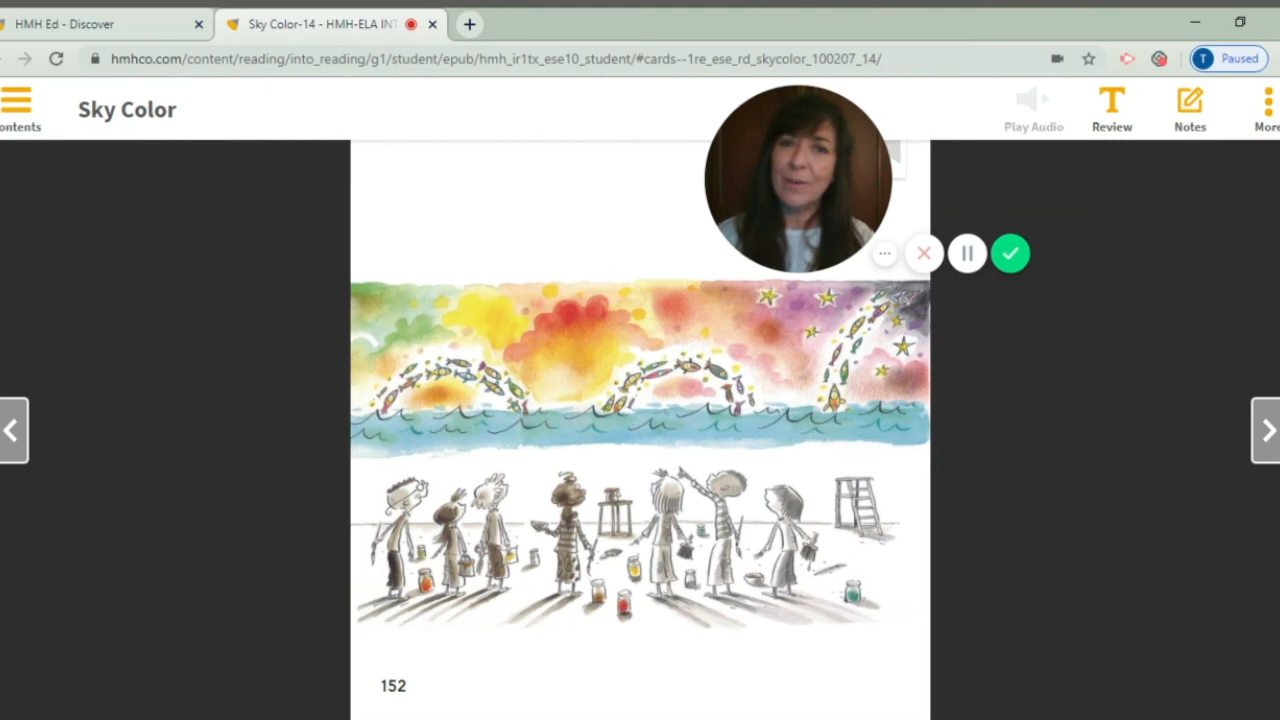 HMH Ed - Discover
Sky Color-14 - HMH-ELA IN
hmhco.com/content/reading/into_reading/g1/student/epub/hmh_ir1tx_ese10_student/#cards--1re_ese_rd_skycolor_100207_14/
T Paused
ontents
Sky Color
Play Audio
T
Review
Notes
More
152